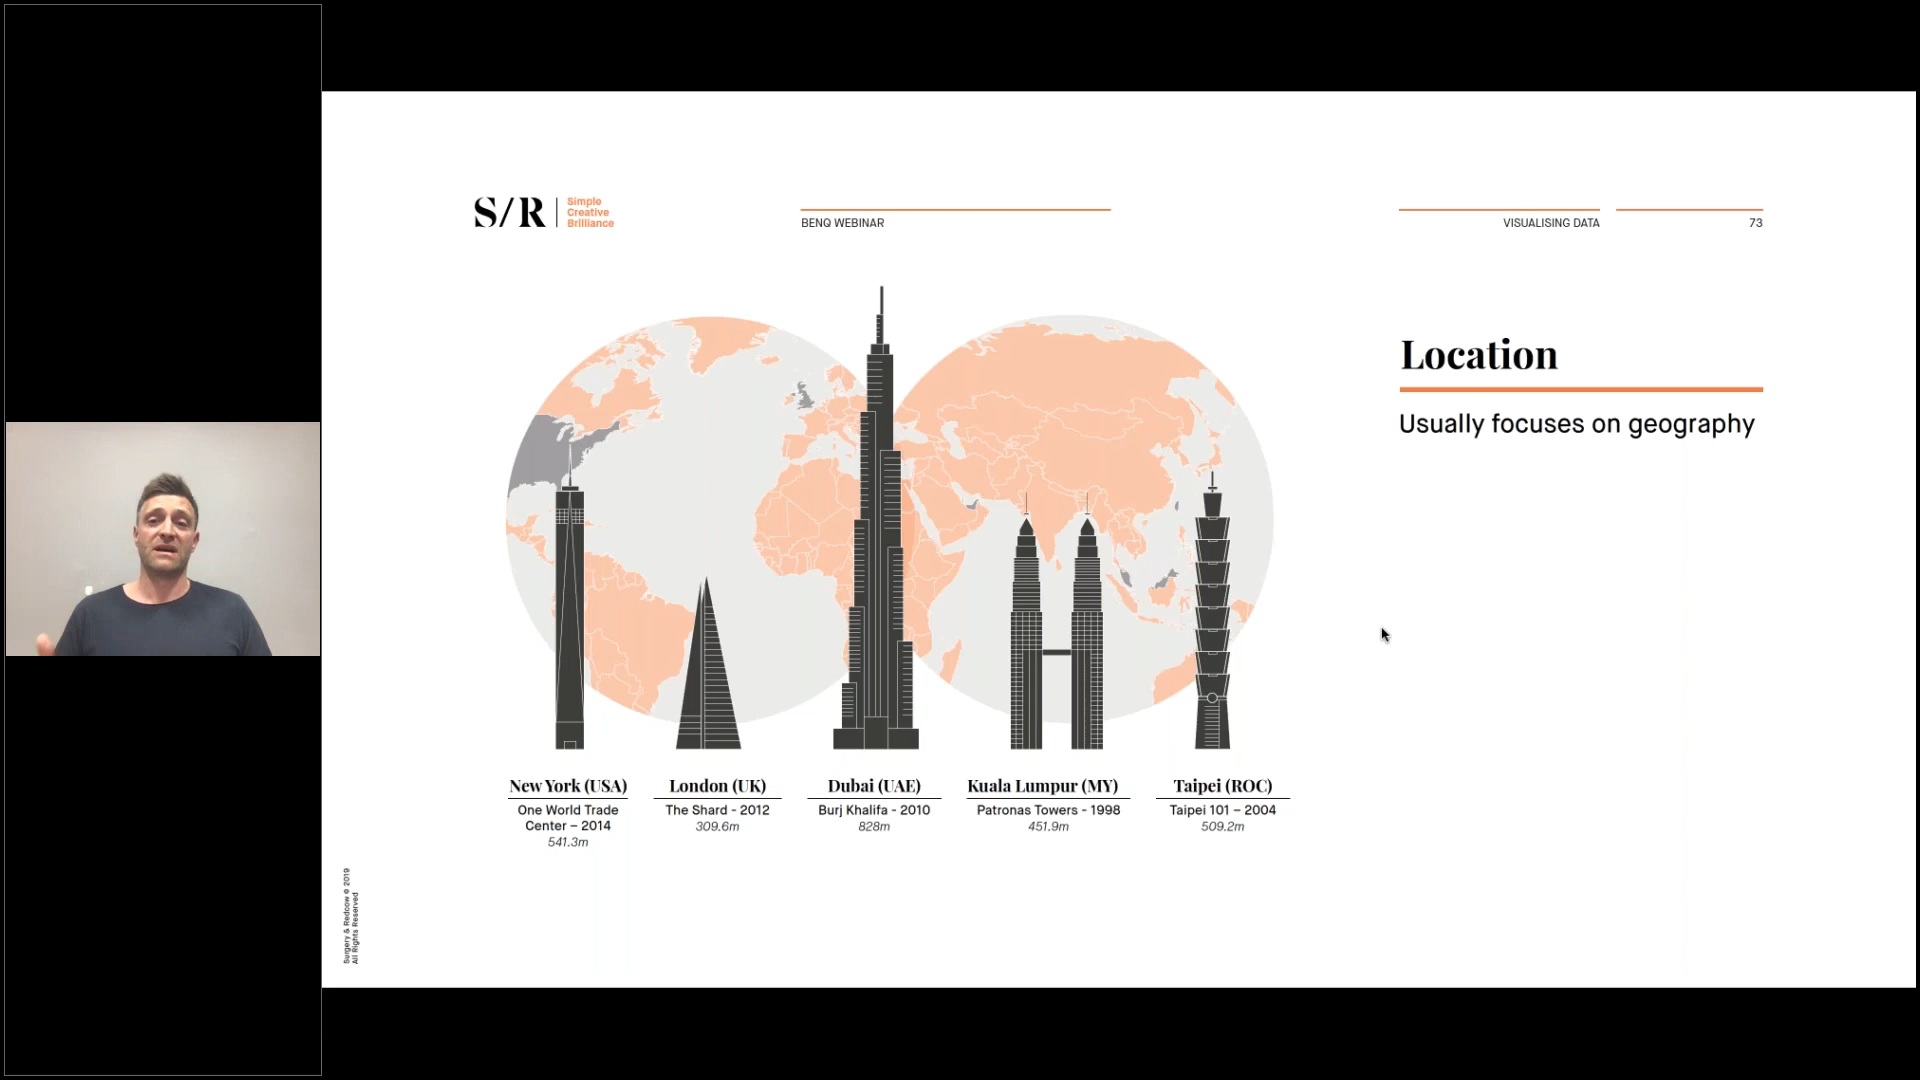 S/R
Simple
Creative
Brilliance
BENQ WEBINAR
VISUALISING DATA
73
Location
Usually focuses on geography
New York (USA)
One World Trade
Center – 2014
541.3m
London (UK)
The Shard - 2012
309.6m
Dubai (UAE)
Burj Khalifa - 2010
828m
Kuala Lumpur (MY)
Patronas Towers - 1998
451.9m
Taipei (ROC)
Taipei 101 – 2004
509.2m
Surgery & Redcow © 2019
All Rights Reserved